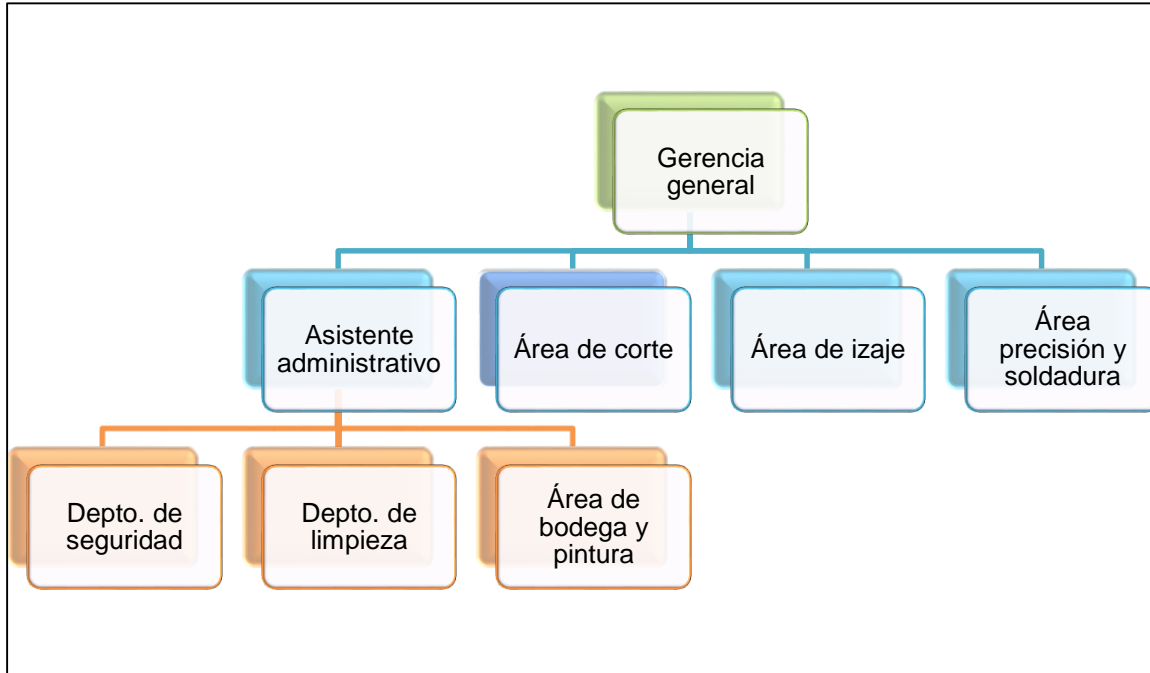 Gerencia
general
Asistente
administrativo
Área de corte
Área de izaje
Área
precisión y
soldadura
Depto. de
seguridad
Depto. de
limpieza
Área de
bodega y
pintura